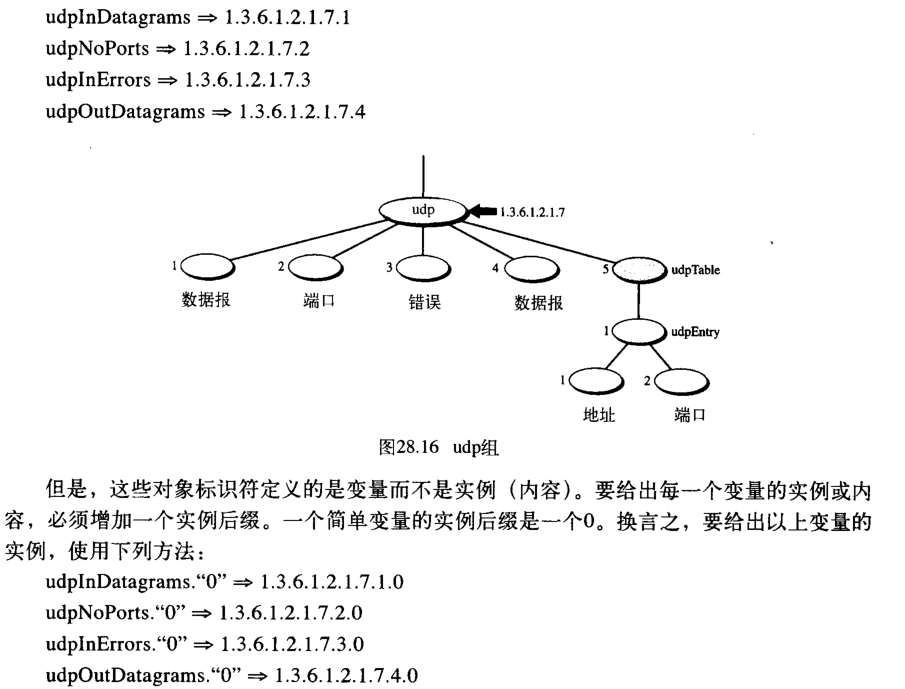 udpInDatagrams ⇒ 1.3.6.1.2.1.7.1
udpNoPorts ⇒ 1.3.6.1.2.1.7.2
udpInErrors ⇒ 1.3.6.1.2.1.7.3
udpOutDatagrams ⇒ 1.3.6.1.2.1.7.4
udp 1.3.6.1.2.1.7
1 2 3 4 5 udpTable
数据报 端口 错误 数据报
1 udpEntry
1 2
地址 端口
图28.16 udp组
但是，这些对象标识符定义的是变量而不是实例（内容）。要给出每一个变量的实例或内
容，必须增加一个实例后缀。一个简单变量的实例后缀是一个0。换言之，要给出以上变量的
实例，使用下列方法：
udpInDatagrams.“0” ⇒ 1.3.6.1.2.1.7.1.0
udpNoPorts.“0” ⇒ 1.3.6.1.2.1.7.2.0
udpInErrors.“0” ⇒ 1.3.6.1.2.1.7.3.0
udpOutDatagrams.“0” ⇒ 1.3.6.1.2.1.7.4.0